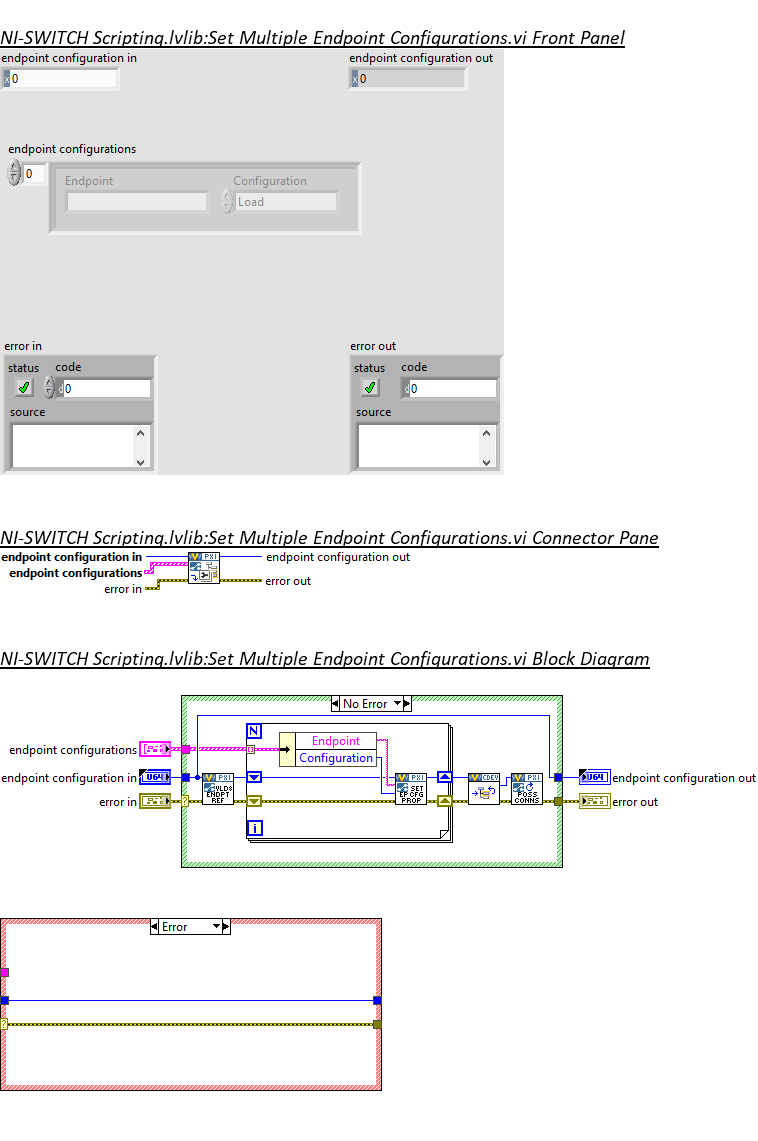 NI-SWITCH Scripting.lvlib:Set Multiple Endpoint Configurations.vi Front Panel
endpoint configuration in
endpoint configuration out
x 0
x 0
endpoint configurations
0
Endpoint
Configuration
Load
error in
error out
status
code
status
code
d 0
d 0
source
source
NI-SWITCH Scripting.lvlib:Set Multiple Endpoint Configurations.vi Connector Pane
endpoint configuration in
PXI
endpoint configuration out
endpoint configurations
error in
error out
NI-SWITCH Scripting.lvlib:Set Multiple Endpoint Configurations.vi Block Diagram
No Error
N
Endpoint
Configuration
endpoint configurations
endpoint configuration in
U64
PXI
VLD8
ENDPT
REF
PXI
SET
EP CFG
PROP
CDEV
PXI
POSS
CONNS
U64
endpoint configuration out
error in
?
error out
i
Error
?